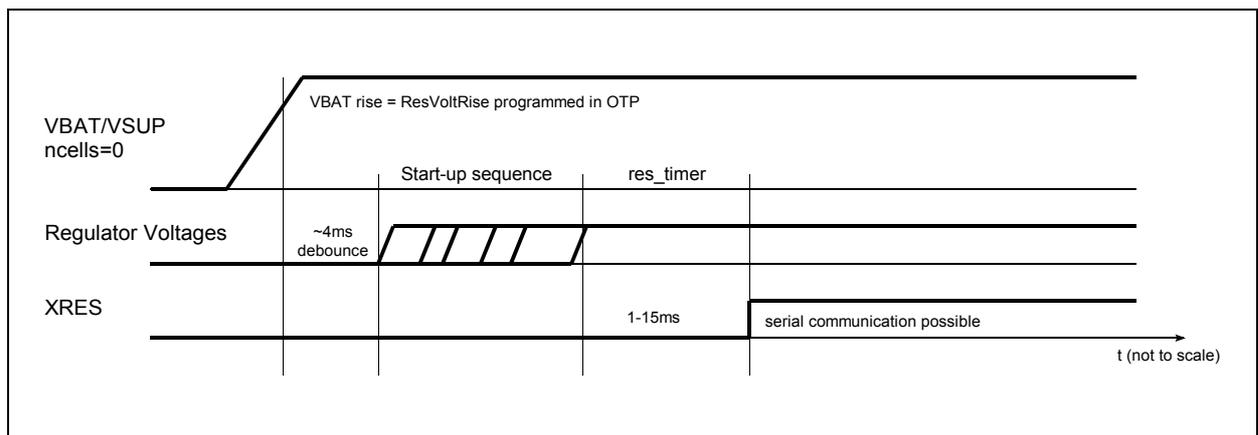 VBAT rise = ResVoltRise programmed in OTP
VBAT/VSUP
ncells=0
Start-up sequence
res_timer
Regulator Voltages
~4ms
debounce
XRES
1-15ms
serial communication possible
t (not to scale)